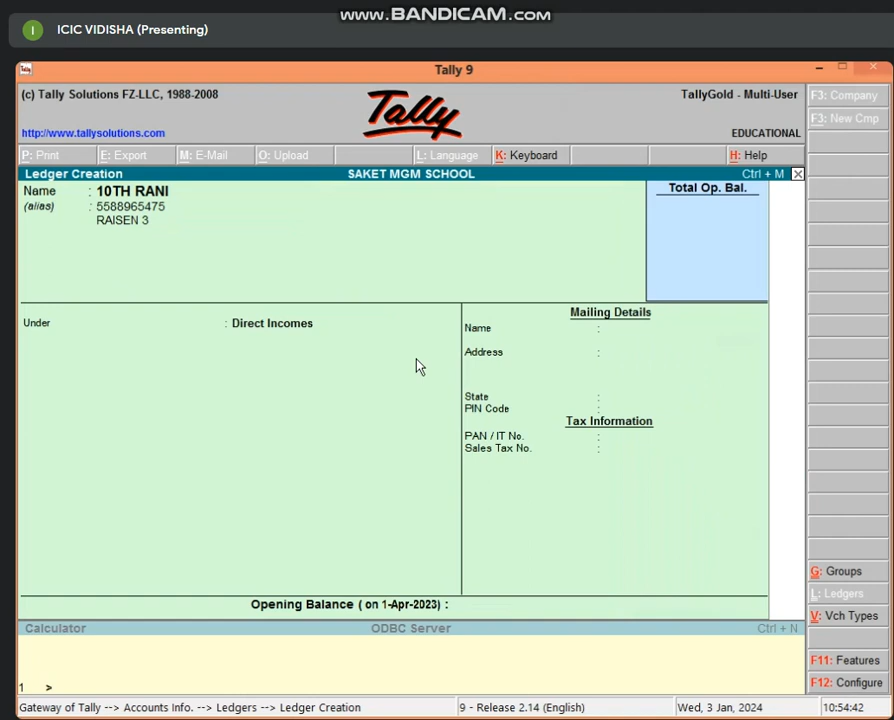 www.BANDICAM.com
I ICIC VIDISHA (Presenting)
Tally Tally 9
(c) Tally Solutions FZ-LLC, 1988-2008
Tally
TallyGold - Multi-User
http://www.tallysolutions.com
EDUCATIONAL
P: Print E: Export M: E-Mail O: Upload L: Language K: Keyboard H: Help
F3: Company
F3: New Cmp
Ledger Creation SAKET MGM SCHOOL Ctrl + M
Name : 10TH RANI
(alias) : 5588965475
RAISEN 3
Total Op. Bal.
Under : Direct Incomes
Mailing Details
Name :
Address :
State :
PIN Code :
Tax Information
PAN / IT No. :
Sales Tax No. :
Opening Balance ( on 1-Apr-2023) :
G: Groups
L: Ledgers
V: Vch Types
F11: Features
F12: Configure
Calculator ODBC Server Ctrl + N
1 >
Gateway of Tally --> Accounts Info. --> Ledgers --> Ledger Creation 9 - Release 2.14 (English) Wed, 3 Jan, 2024 10:54:42